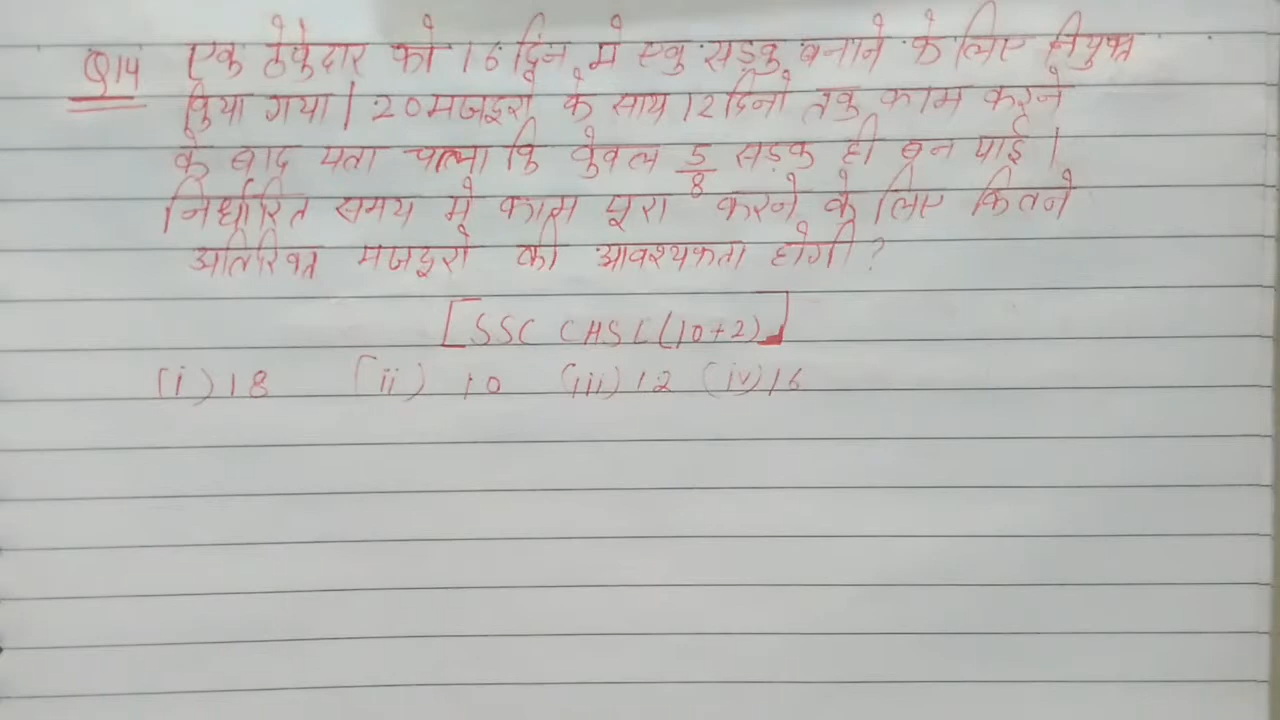 Q14 एक ठेकेदार को 16 दिन मे एक सड़क बनाने के लिए नियुक्त
किया गया। 20 मजदूरो के साथ 12 दिनो तक काम करने
के बाद पता चला कि केवल 5/8 सड़क ही बन पाई।
निर्धारित समय मे काम पूरा करने के लिए कितने
अतिरिक्त मजदूरो की आवश्यकता होगी?
[SSC CHSL (10+2)]
(i) 18 (ii) 10 (iii) 12 (iv) 16